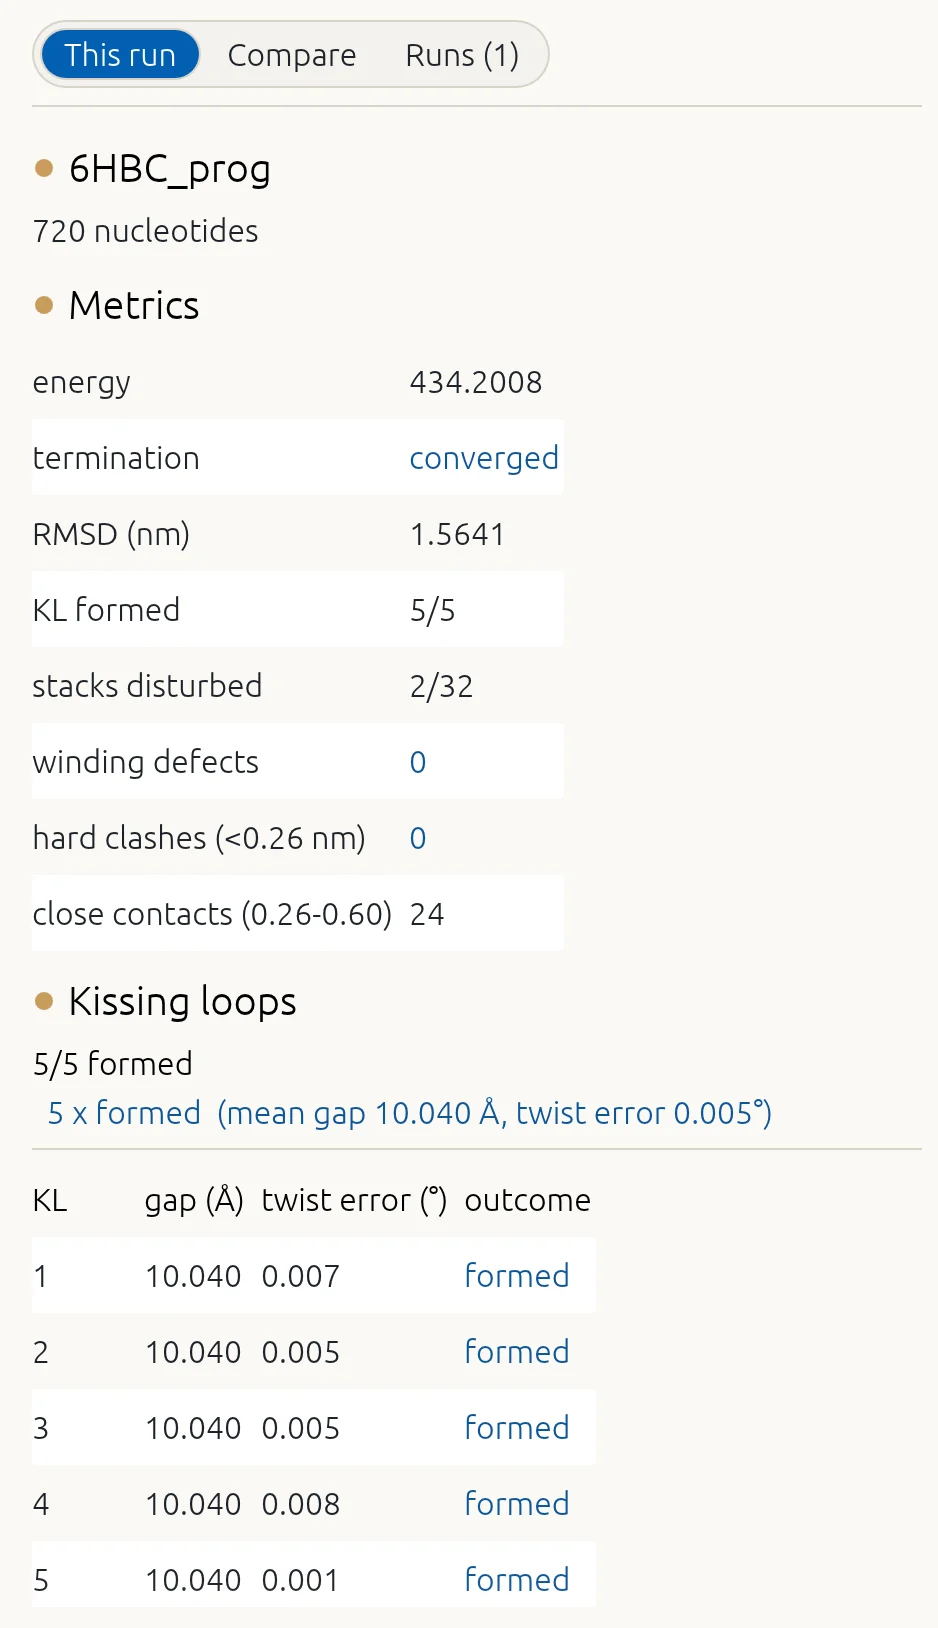 This run Compare Runs (1)
6HBC_prog
720 nucleotides
Metrics
energy 434.2008
termination converged
RMSD (nm) 1.5641
KL formed 5/5
stacks disturbed 2/32
winding defects 0
hard clashes (<0.26 nm) 0
close contacts (0.26-0.60) 24
Kissing loops
5/5 formed
5 x formed (mean gap 10.040 Å, twist error 0.005°)
KL gap (Å) twist error (°) outcome
1 10.040 0.007 formed
2 10.040 0.005 formed
3 10.040 0.005 formed
4 10.040 0.008 formed
5 10.040 0.001 formed